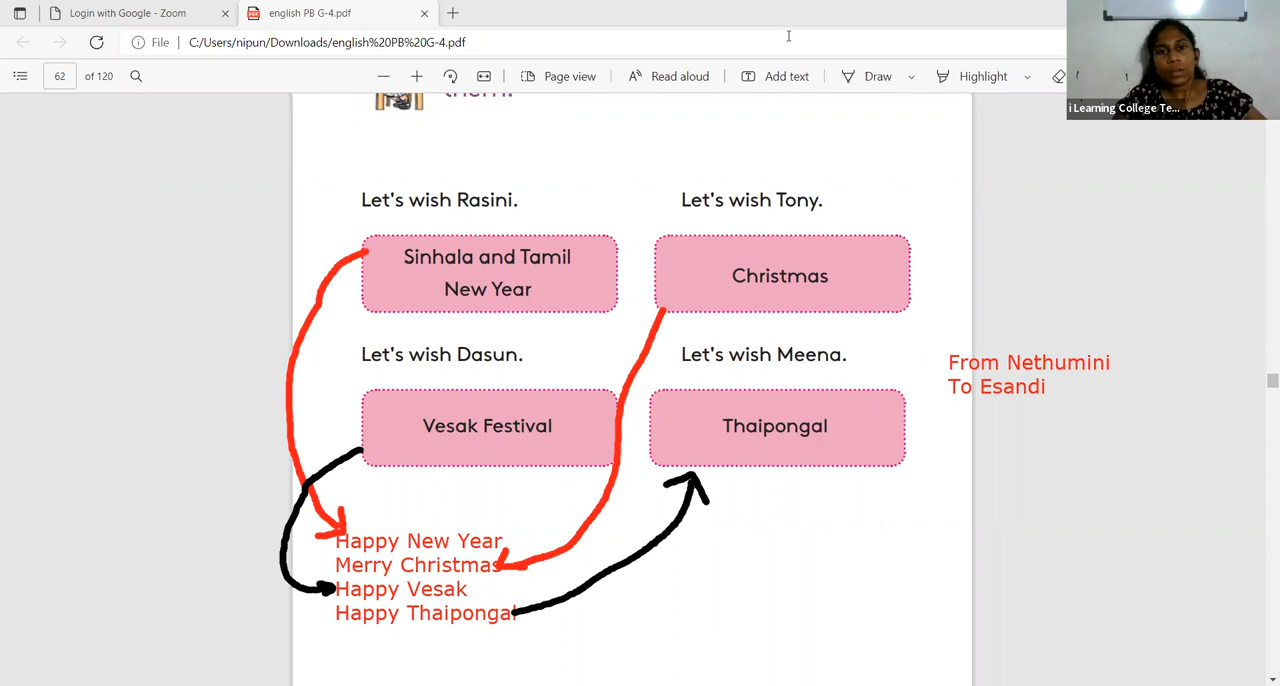 Login with Google - Zoom
english PB G-4.pdf
File
C:/Users/nipun/Downloads/english%20PB%20G-4.pdf
62 of 120
Page view
Read aloud
Add text
Draw
Highlight
i Learning College Te...
them.
Let's wish Rasini.
Let's wish Tony.
Sinhala and Tamil
New Year
Christmas
Let's wish Dasun.
Let's wish Meena.
From Nethumini
To Esandi
Vesak Festival
Thaipongal
Happy New Year
Merry Christmas
Happy Vesak
Happy Thaipongal